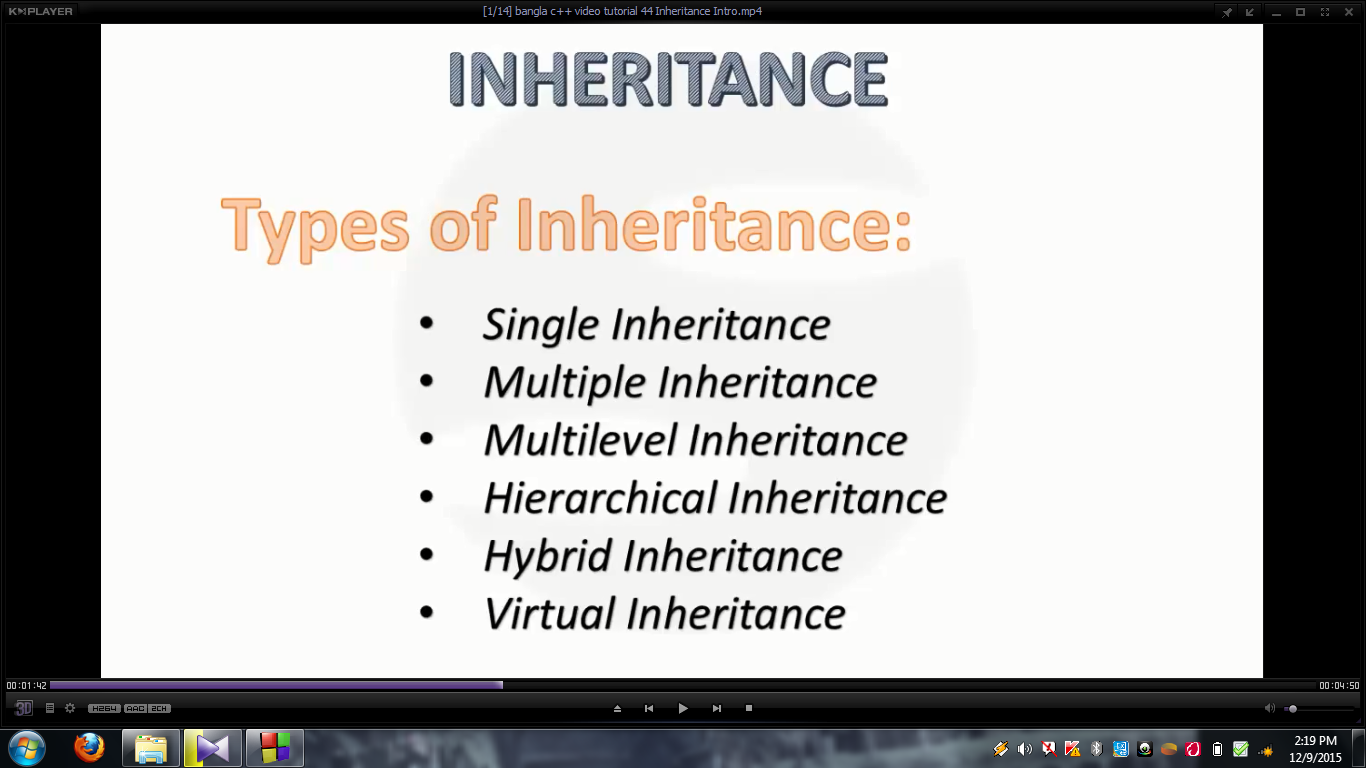 K▶MPLAYER
[1/14] bangla c++ video tutorial 44 Inheritance Intro.mp4
INHERITANCE
Types of Inheritance:
• Single Inheritance
• Multiple Inheritance
• Multilevel Inheritance
• Hierarchical Inheritance
• Hybrid Inheritance
• Virtual Inheritance
00:01:42
00:04:50
3D
H264 AAC 2CH
2:19 PM
12/9/2015